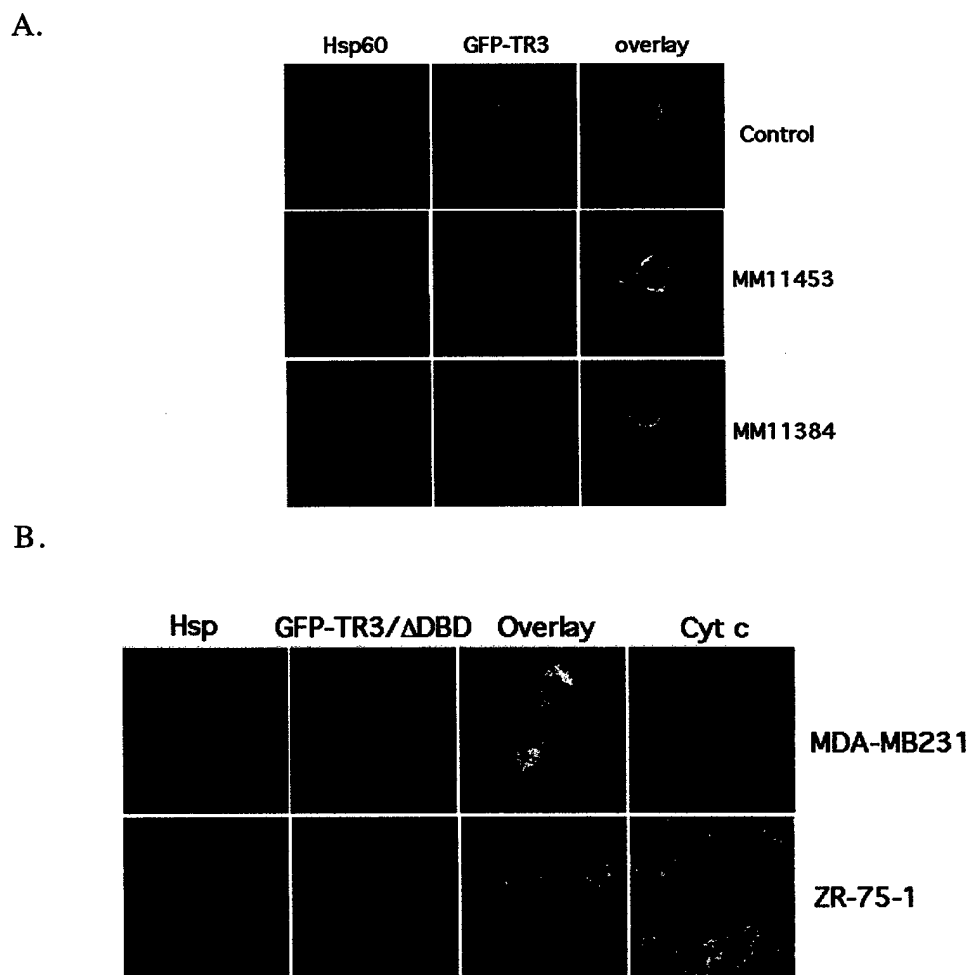 A.
Hsp60 GFP-TR3 overlay
Control
MM11453
MM11384
B.
Hsp GFP-TR3/ΔDBD Overlay Cyt c
MDA-MB231
ZR-75-1